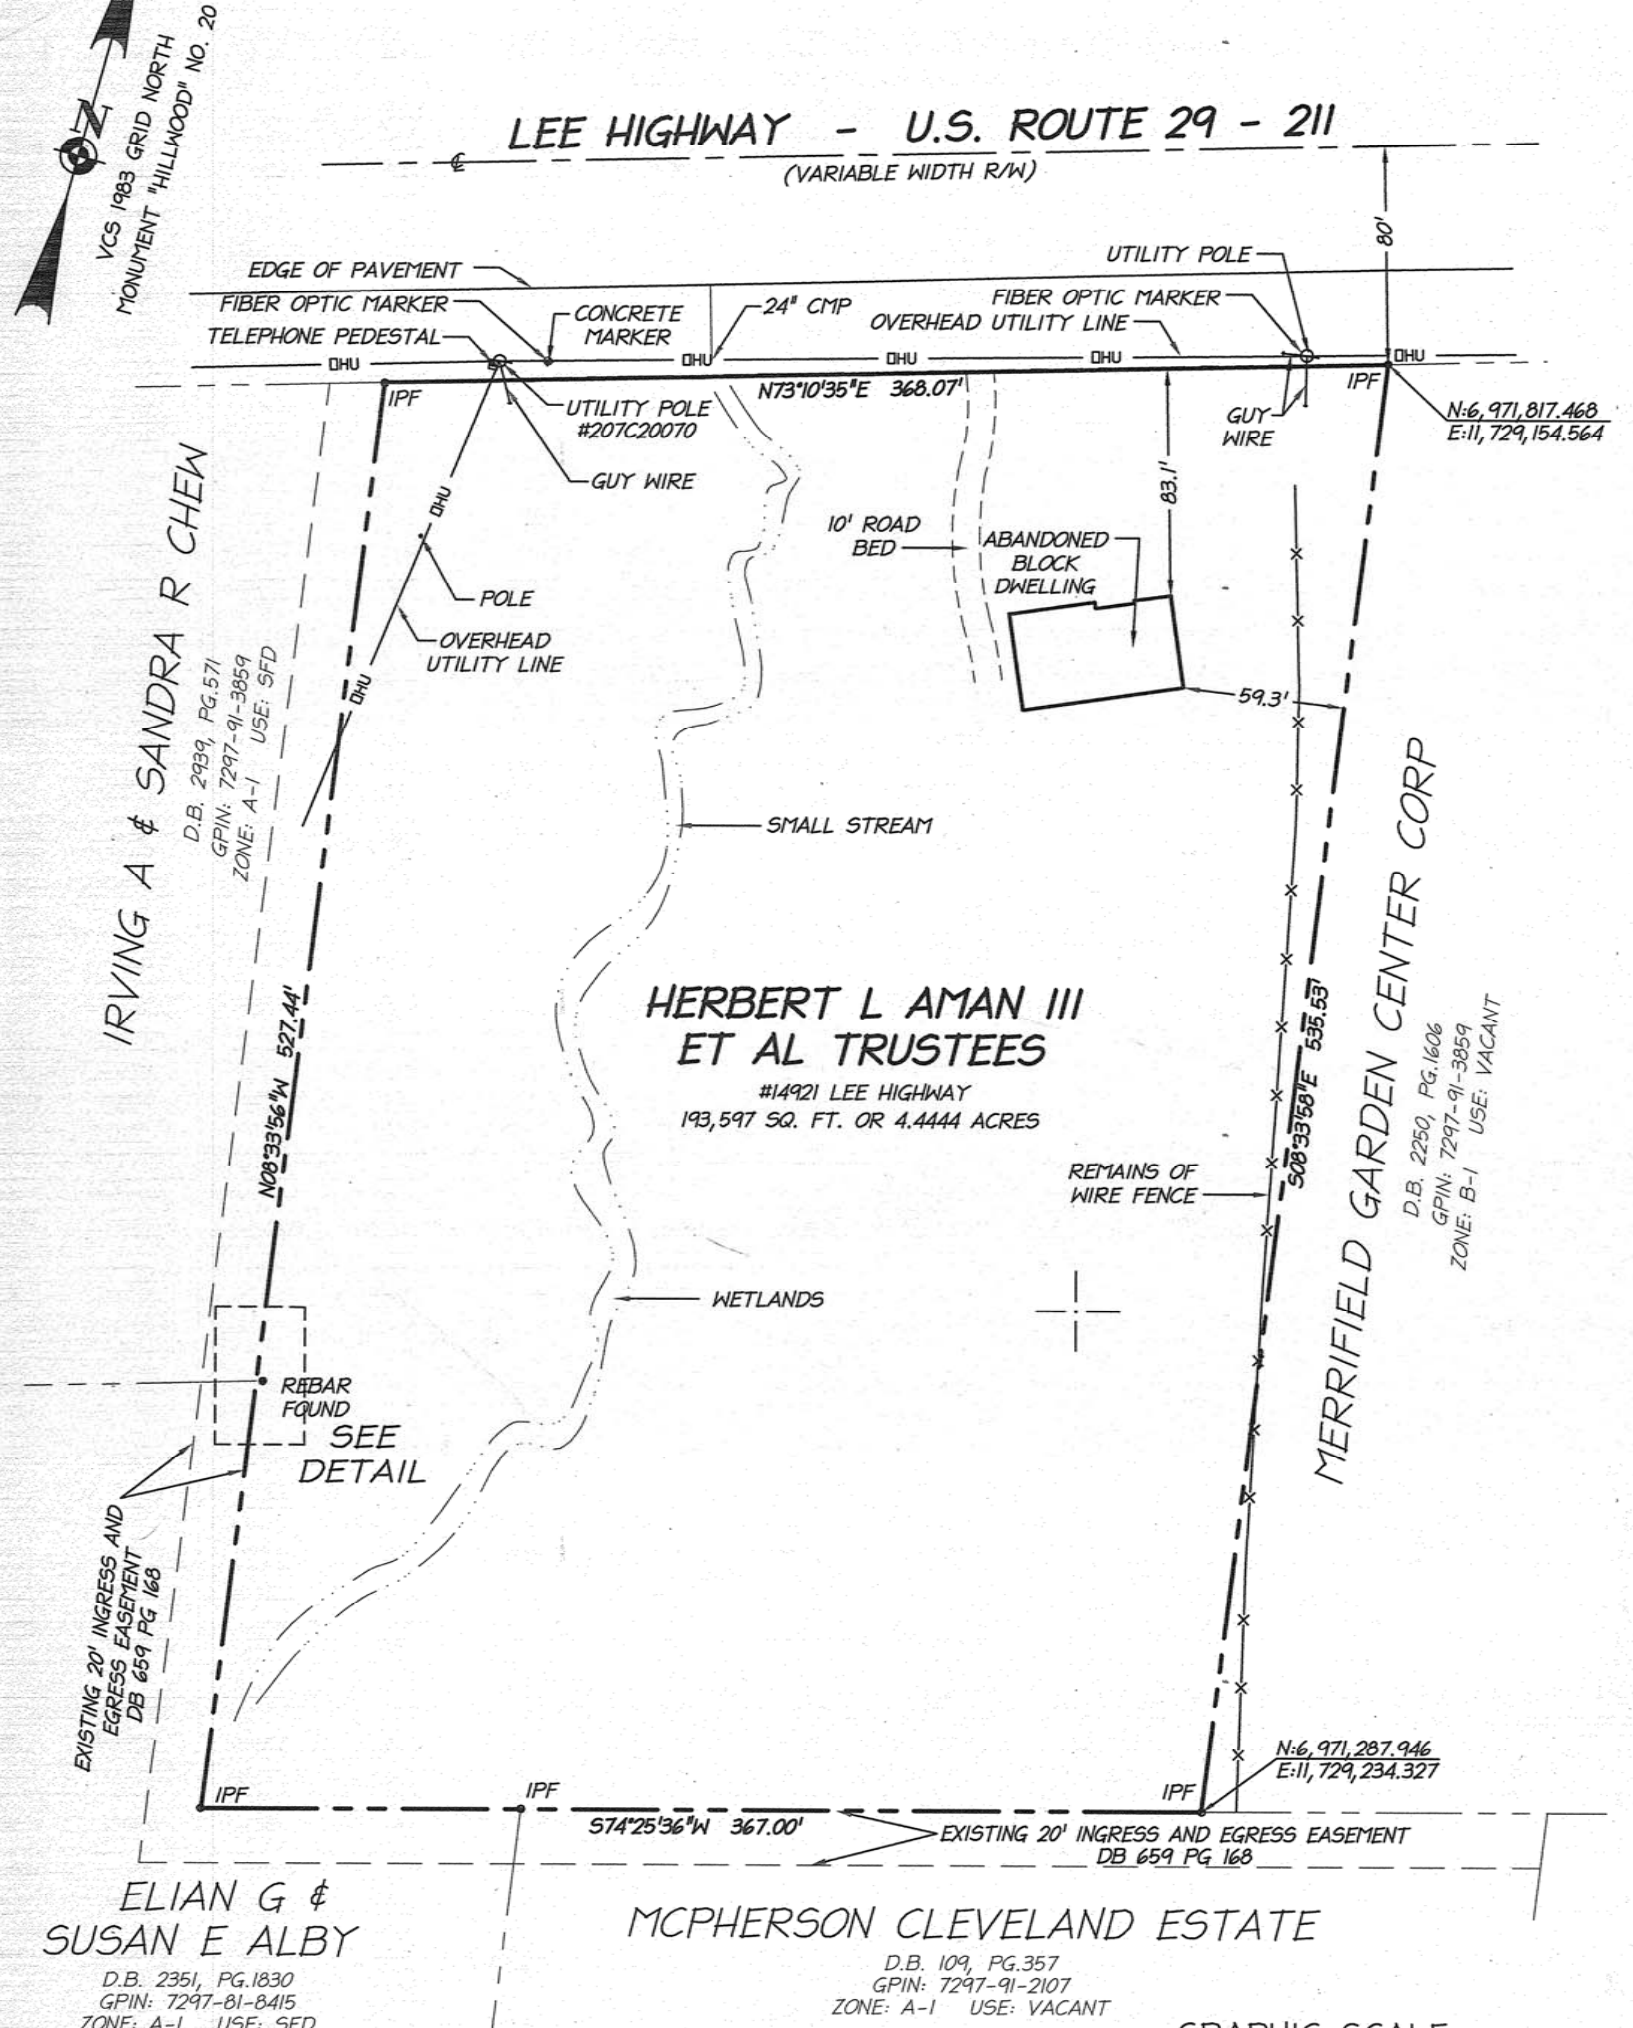 N
VCS 1983 GRID NORTH
MONUMENT "HILLWOOD" NO. 20
LEE HIGHWAY - U.S. ROUTE 29 - 211
℄
(VARIABLE WIDTH R/W)
80'
UTILITY POLE
EDGE OF PAVEMENT
FIBER OPTIC MARKER
TELEPHONE PEDESTAL
CONCRETE
MARKER
24" CMP
FIBER OPTIC MARKER
OVERHEAD UTILITY LINE
OHU
OHU
OHU
OHU
OHU
IPF
N73°10'35"E 368.07'
IPF
UTILITY POLE
#207C20070
GUY WIRE
GUY
WIRE
N:6,971,817.468
E:11,729,154.564
OHU
83.1'
10' ROAD
BED
ABANDONED
BLOCK
DWELLING
POLE
OVERHEAD
UTILITY LINE
OHU
59.3'
IRVING A & SANDRA R CHEW
D.B. 2939, PG.571
GPIN: 7297-91-3859
ZONE: A-1 USE: SFD
SMALL STREAM
HERBERT L AMAN III
ET AL TRUSTEES
#14921 LEE HIGHWAY
193,597 SQ. FT. OR 4.4444 ACRES
N08°33'56"W 527.44'
S08°33'58"E 535.53'
MERRIFIELD GARDEN CENTER CORP
D.B. 2250, PG.1606
GPIN: 7297-91-3859
ZONE: B-1 USE: VACANT
REMAINS OF
WIRE FENCE
WETLANDS
REBAR
FOUND
SEE
DETAIL
EXISTING 20' INGRESS AND
EGRESS EASEMENT
DB 659 PG 168
N:6,971,287.946
E:11,729,234.327
IPF
IPF
IPF
S74°25'36"W 367.00'
EXISTING 20' INGRESS AND EGRESS EASEMENT
DB 659 PG 168
ELIAN G &
SUSAN E ALBY
D.B. 2351, PG.1830
GPIN: 7297-81-8415
ZONE: A-1 USE: SFD
MCPHERSON CLEVELAND ESTATE
D.B. 109, PG.357
GPIN: 7297-91-2107
ZONE: A-1 USE: VACANT
GRAPHIC SCALE